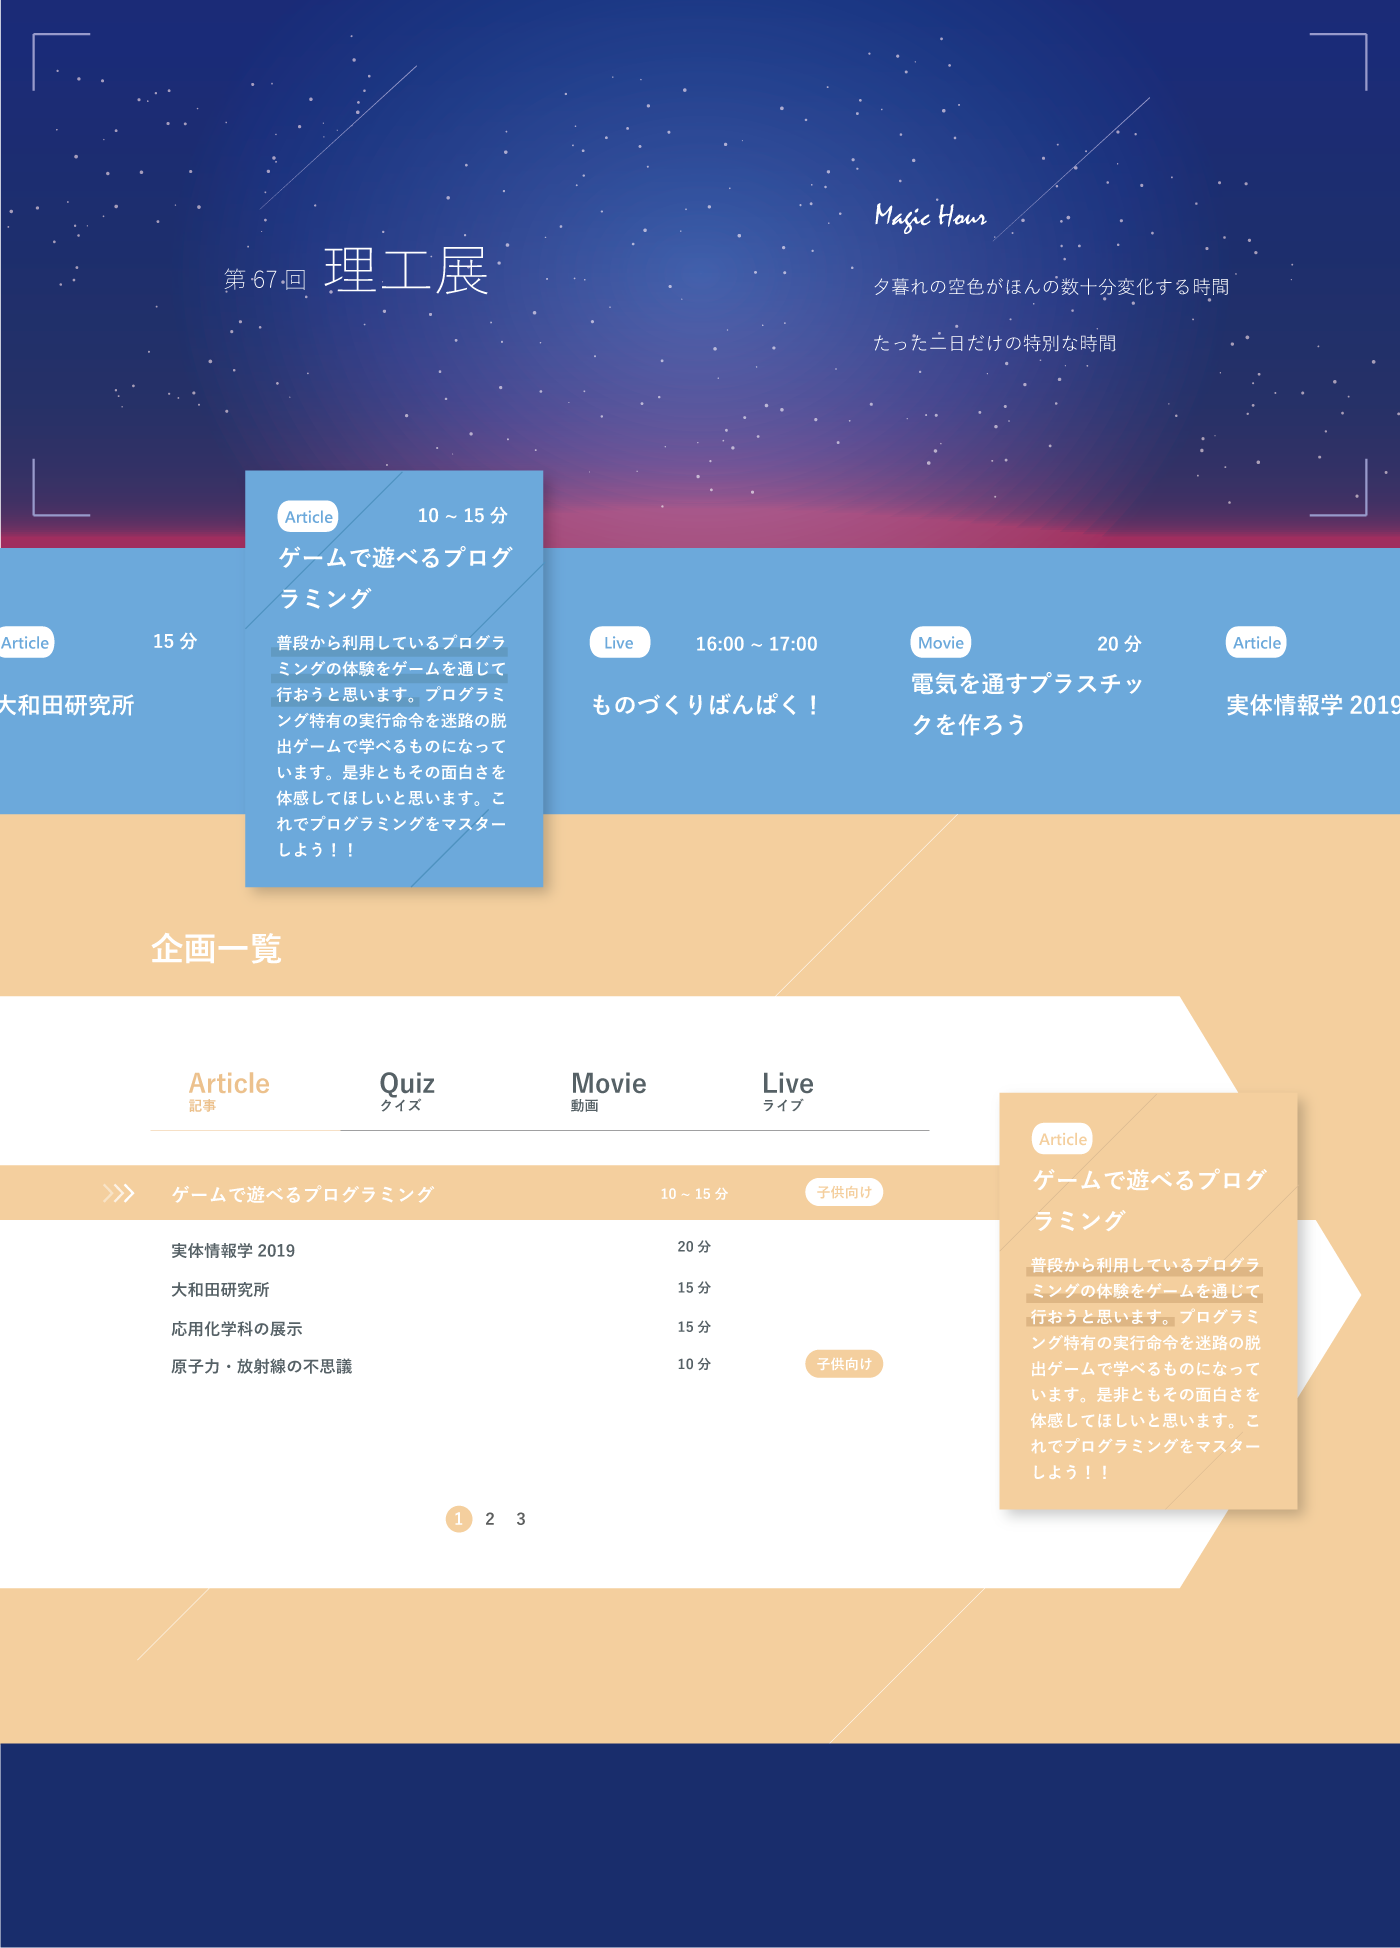 第 67 回 理工展
Magic Hour
夕暮れの空色がほんの数十分変化する時間
たった二日だけの特別な時間
Article 15 分
大和田研究所
Article 10 ~ 15 分
ゲームで遊べるプログ
ラミング
普段から利用しているプログラ
ミングの体験をゲームを通じて
行おうと思います。プログラミ
ング特有の実行命令を迷路の脱
出ゲームで学べるものになって
います。是非ともその面白さを
体感してほしいと思います。こ
れでプログラミングをマスター
しよう！！
Live 16:00 ~ 17:00
ものづくりばんぱく！
Movie 20 分
電気を通すプラスチッ
クを作ろう
Article
実体情報学 2019
企画一覧
Article
記事
Quiz
クイズ
Movie
動画
Live
ライブ
ゲームで遊べるプログラミング 10 ~ 15 分 子供向け
実体情報学 2019 20 分
大和田研究所 15 分
応用化学科の展示 15 分
原子力・放射線の不思議 10 分 子供向け
1 2 3
Article
ゲームで遊べるプログ
ラミング
普段から利用しているプログラ
ミングの体験をゲームを通じて
行おうと思います。プログラミ
ング特有の実行命令を迷路の脱
出ゲームで学べるものになって
います。是非ともその面白さを
体感してほしいと思います。こ
れでプログラミングをマスター
しよう！！